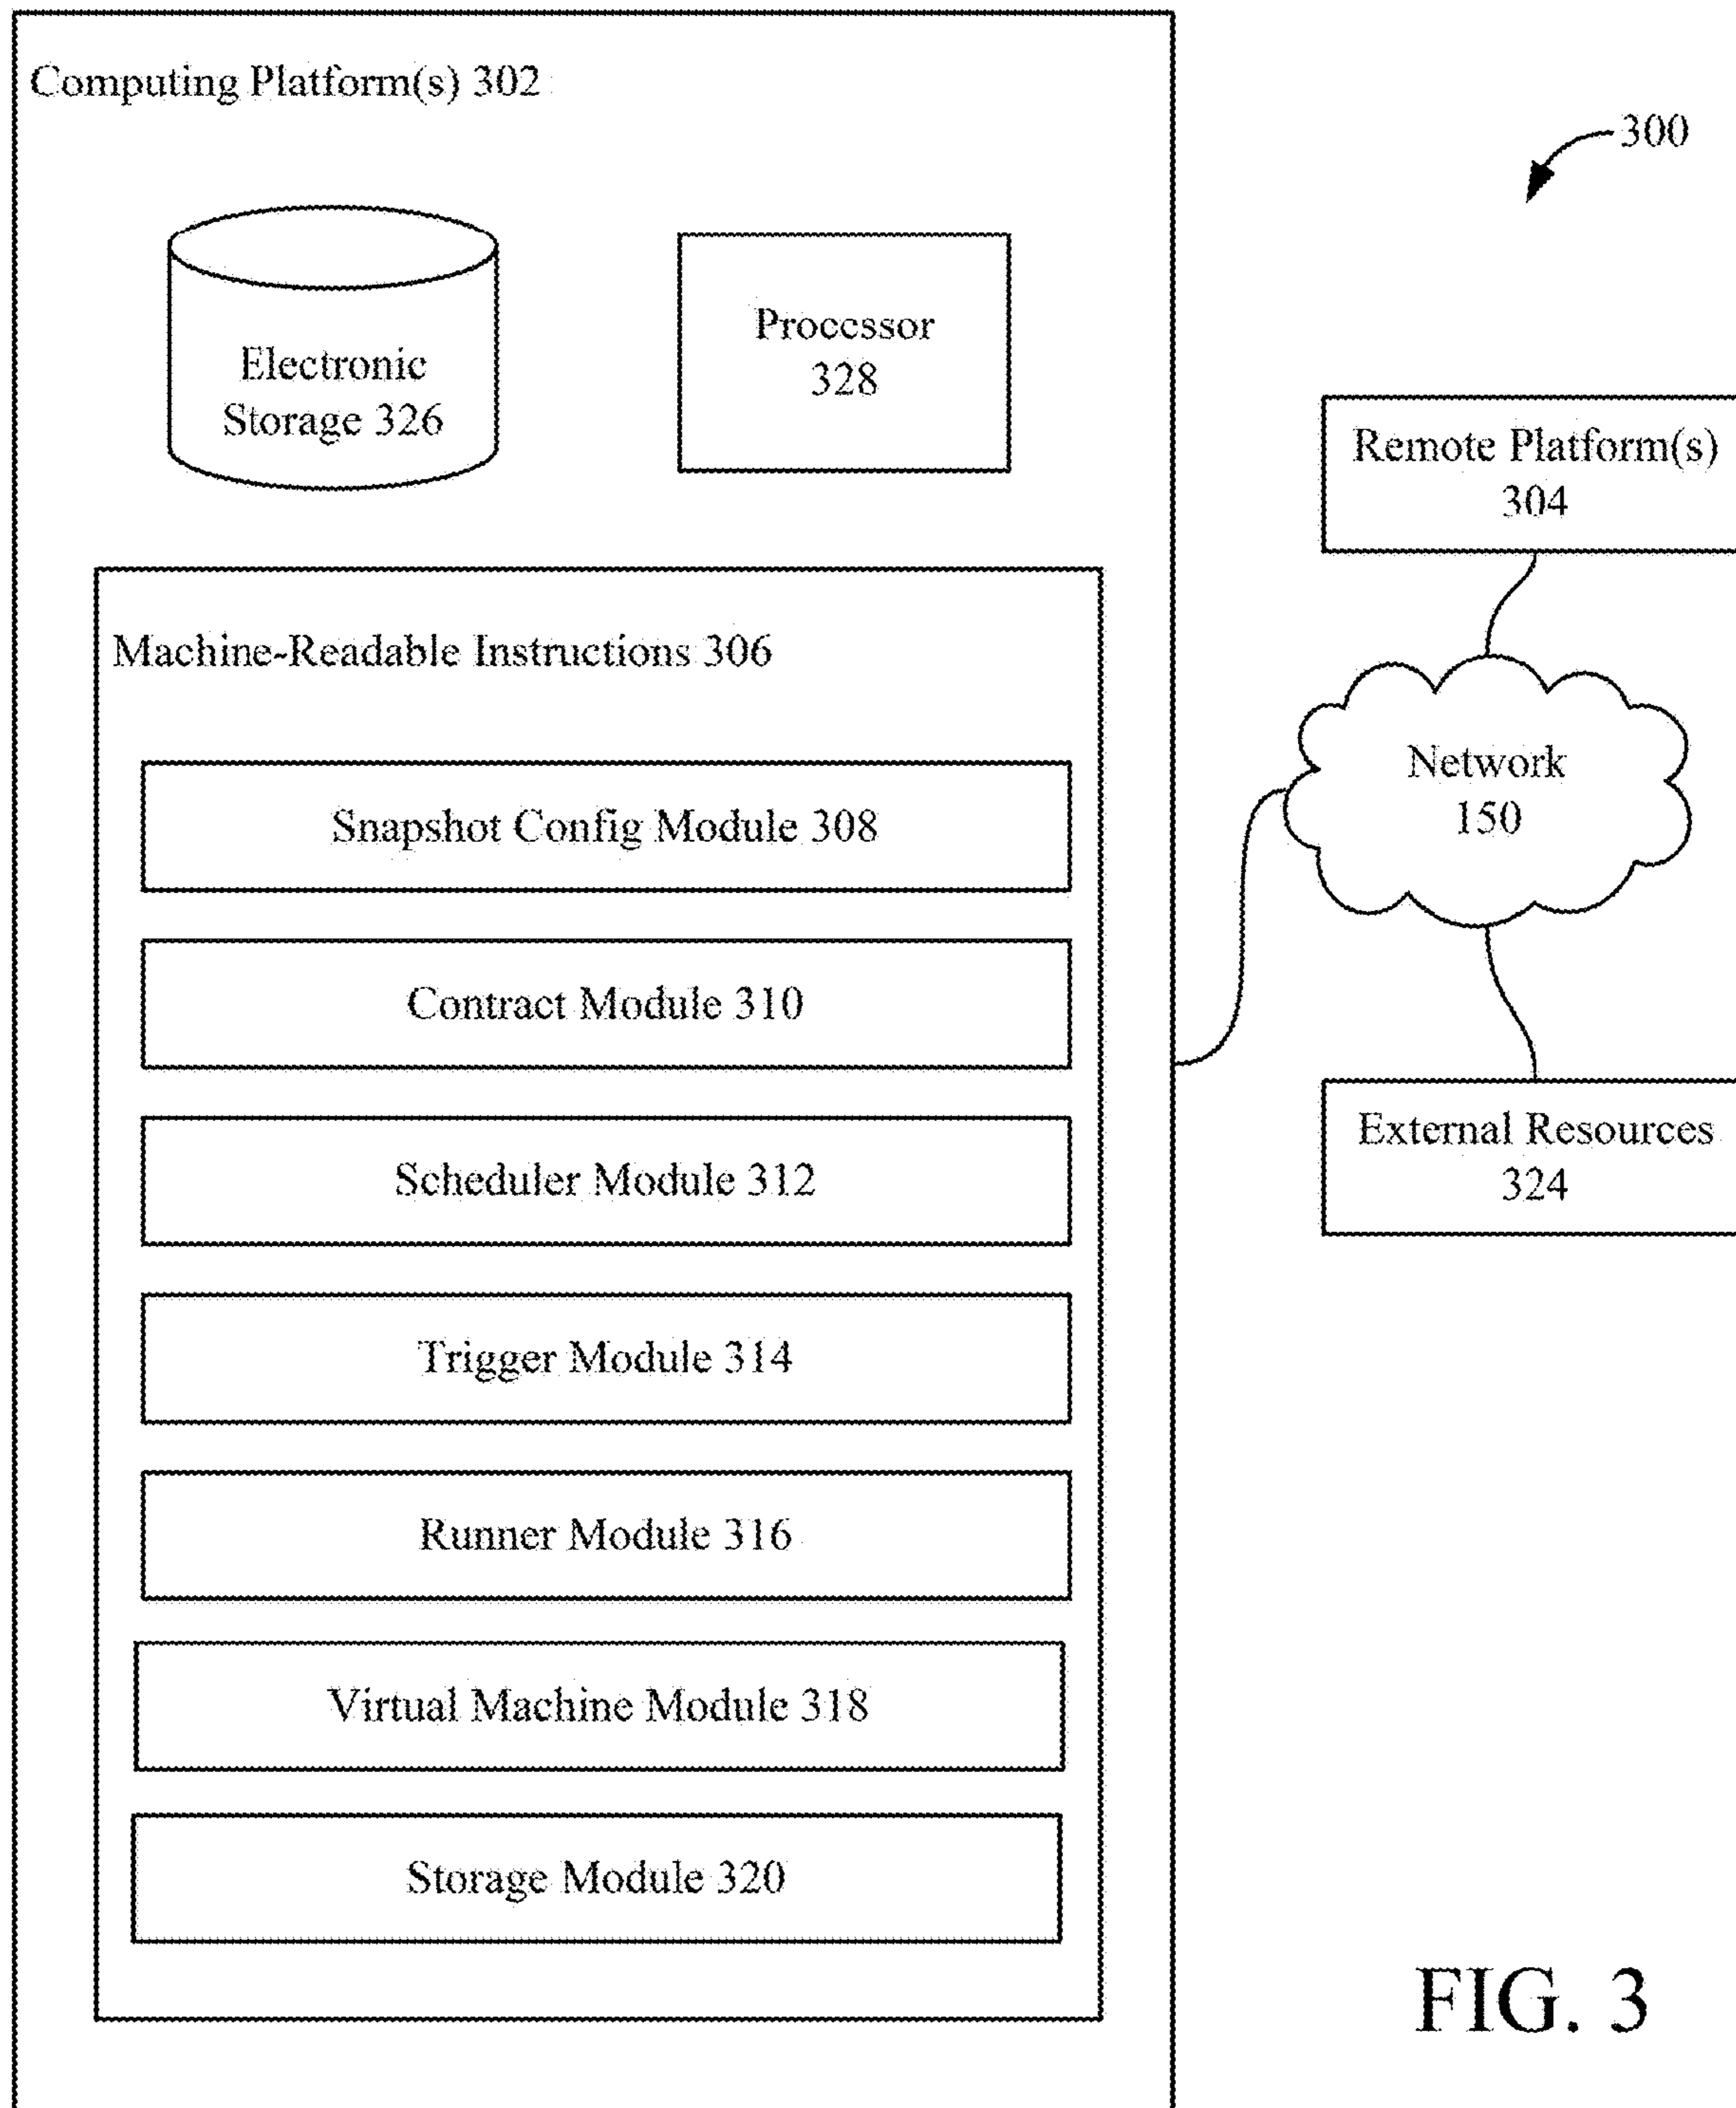 Computing Platform(s) 302
300
Electronic
Storage 326
Processor
328
Remote Platform(s)
304
Machine-Readable Instructions 306
Network
150
Snapshot Config Module 308
Contract Module 310
External Resources
324
Scheduler Module 312
Trigger Module 314
Runner Module 316
Virtual Machine Module 318
Storage Module 320
FIG. 3